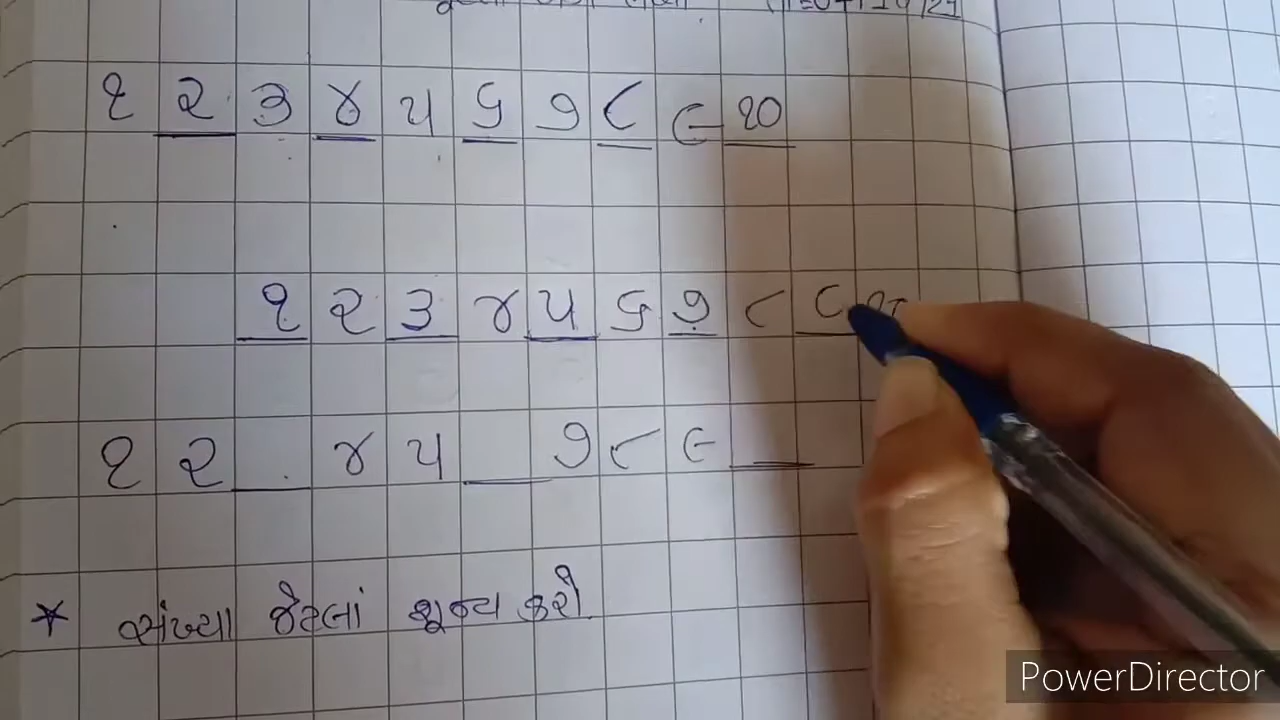 ૧ ૨ ૩ ૪ ૫ ૬ ૭ ૮ ૯ ૧૦
૧ ૨ ૩ ૪ ૫ ૬ ૭ ૮ ૯
૧ ૨ _ ૪ ૫ _ ૭ ૮ ૯ _
* સંખ્યા જેટલાં શૂન્ય કરો.
PowerDirector